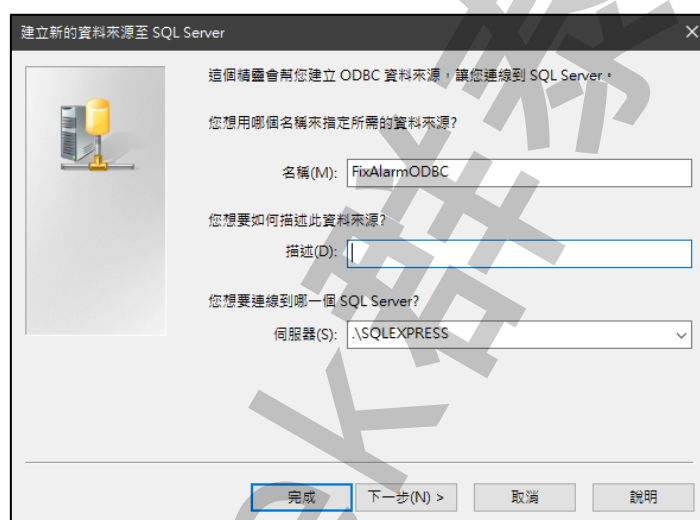 建立新的資料來源至 SQL Server
這個精靈會幫您建立 ODBC 資料來源，讓您連線到 SQL Server。
您想用哪個名稱來指定所需的資料來源?
名稱(M): FixAlarmODBC
您想要如何描述此資料來源?
描述(D):
您想要連線到哪一個 SQL Server?
伺服器(S): .\SQLEXPRESS
完成 下一步(N) > 取消 說明